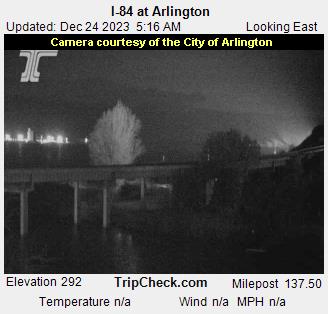 I-84 at Arlington
Updated: Dec 24 2023 5:16 AM Looking East
Camera courtesy of the City of Arlington
Elevation 292 TripCheck.com Milepost 137.50
Temperature n/a Wind n/a MPH n/a